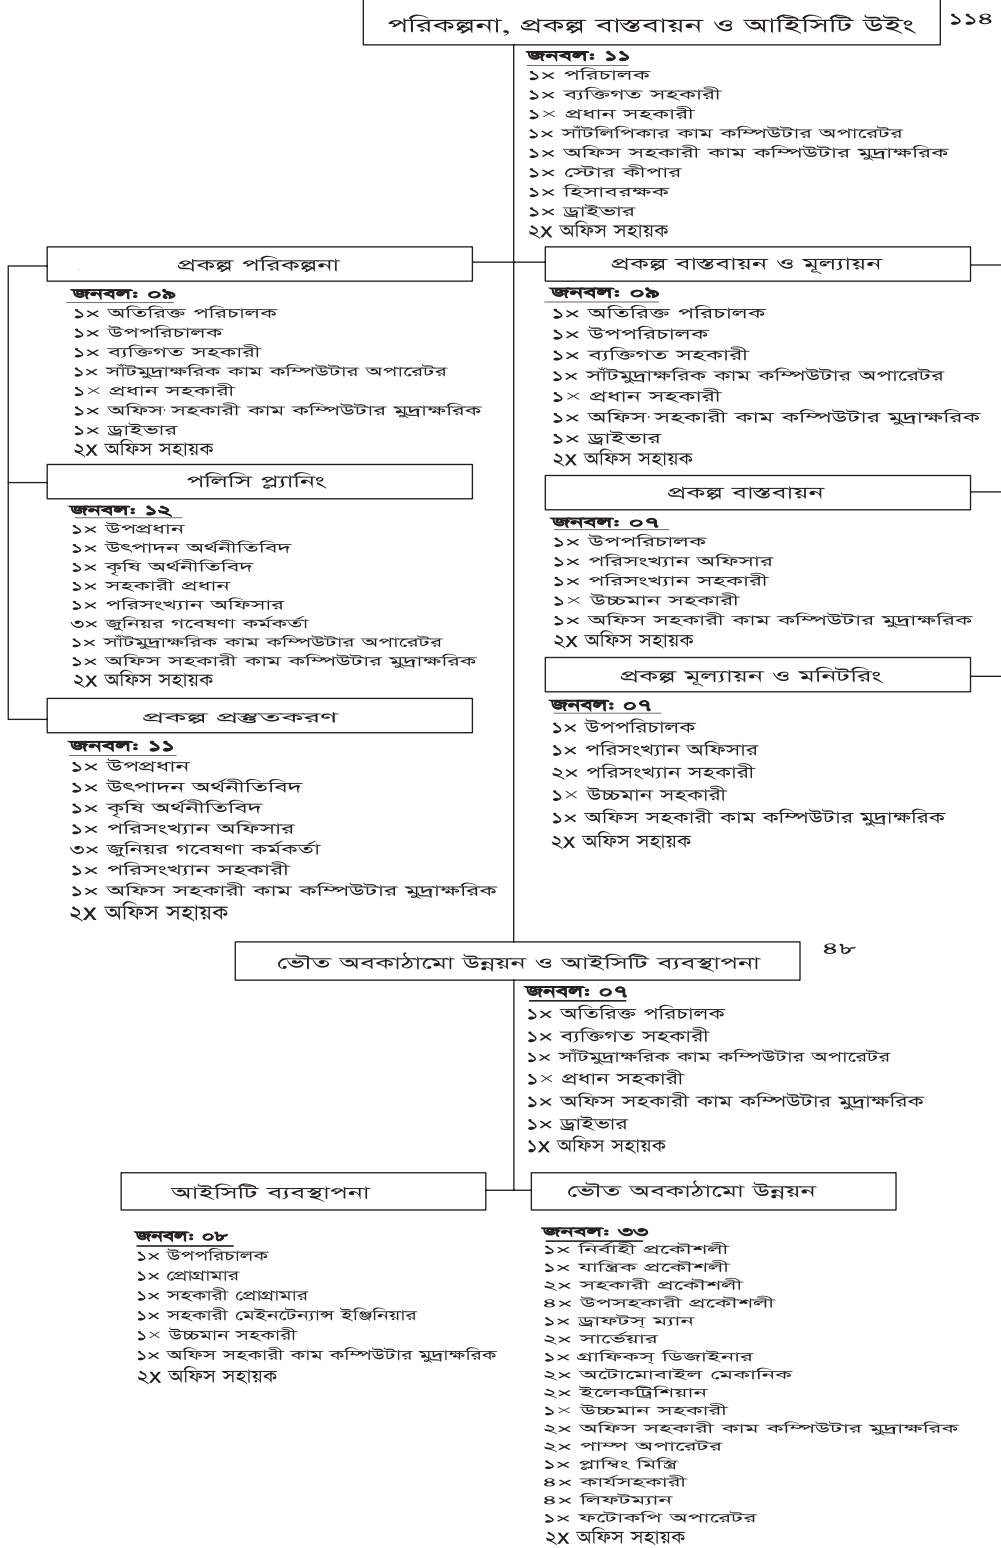 পরিকল্পনা, প্রকল্প বাস্তবায়ন ও আইিসিটি উইং
১১৪
জনবল: ১১
১× পরিচালক
১× ব্যক্তিগত সহকারী
১× প্রধান সহকারী
১× সাঁটলিপিকার কাম কম্পিউটার অপারেটর
১× অফিস সহকারী কাম কম্পিউটার মুদ্রাক্ষরিক
১× স্টোর কীপার
১× হিসাবরক্ষক
১× ড্রাইভার
২X অফিস সহায়ক
প্রকল্প পরিকল্পনা
জনবল: ০৯
১× অতিরিক্ত পরিচালক
১× উপপরিচালক
১× ব্যক্তিগত সহকারী
১× সাঁটমুদ্রাক্ষরিক কাম কম্পিউটার অপারেটর
১× প্রধান সহকারী
১× অফিস সহকারী কাম কম্পিউটার মুদ্রাক্ষরিক
১× ড্রাইভার
২X অফিস সহায়ক
পলিসি প্ল্যানিং
জনবল: ১২
১× উপপ্রধান
১× উৎপাদন অর্থনীতিবিদ
১× কৃষি অর্থনীতিবিদ
১× সহকারী প্রধান
১× পরিসংখ্যান অফিসার
৩× জুনিয়র গবেষণা কর্মকর্তা
১× সাঁটমুদ্রাক্ষরিক কাম কম্পিউটার অপারেটর
১× অফিস সহকারী কাম কম্পিউটার মুদ্রাক্ষরিক
২X অফিস সহায়ক
প্রকল্প প্রস্তুতকরণ
জনবল: ১১
১× উপপ্রধান
১× উৎপাদন অর্থনীতিবিদ
১× কৃষি অর্থনীতিবিদ
১× পরিসংখ্যান অফিসার
৩× জুনিয়র গবেষণা কর্মকর্তা
১× পরিসংখ্যান সহকারী
১× অফিস সহকারী কাম কম্পিউটার মুদ্রাক্ষরিক
২X অফিস সহায়ক
প্রকল্প বাস্তবায়ন ও মূল্যায়ন
জনবল: ০৯
১× অতিরিক্ত পরিচালক
১× উপপরিচালক
১× ব্যক্তিগত সহকারী
১× সাঁটমুদ্রাক্ষরিক কাম কম্পিউটার অপারেটর
১× প্রধান সহকারী
১× অফিস সহকারী কাম কম্পিউটার মুদ্রাক্ষরিক
১× ড্রাইভার
২X অফিস সহায়ক
প্রকল্প বাস্তবায়ন
জনবল: ০৭
১× উপপরিচালক
১× পরিসংখ্যান অফিসার
১× পরিসংখ্যান সহকারী
১× উচ্চমান সহকারী
১× অফিস সহকারী কাম কম্পিউটার মুদ্রাক্ষরিক
২X অফিস সহায়ক
প্রকল্প মূল্যায়ন ও মনিটরিং
জনবল: ০৭
১× উপপরিচালক
১× পরিসংখ্যান অফিসার
২× পরিসংখ্যান সহকারী
১× উচ্চমান সহকারী
১× অফিস সহকারী কাম কম্পিউটার মুদ্রাক্ষরিক
২X অফিস সহায়ক
ভৌত অবকাঠামো উন্নয়ন ও আইসিটি ব্যবস্থাপনা
৪৮
জনবল: ০৭
১× অতিরিক্ত পরিচালক
১× ব্যক্তিগত সহকারী
১× সাঁটমুদ্রাক্ষরিক কাম কম্পিউটার অপারেটর
১× প্রধান সহকারী
১× অফিস সহকারী কাম কম্পিউটার মুদ্রাক্ষরিক
১× ড্রাইভার
১X অফিস সহায়ক
আইসিটি ব্যবস্থাপনা
জনবল: ০৮
১× উপপরিচালক
১× প্রোগ্রামার
১× সহকারী প্রোগ্রামার
১× সহকারী মেইনটেন্যান্স ইঞ্জিনিয়ার
১× উচ্চমান সহকারী
১× অফিস সহকারী কাম কম্পিউটার মুদ্রাক্ষরিক
২X অফিস সহায়ক
ভৌত অবকাঠামো উন্নয়ন
জনবল: ৩৩
১× নির্বাহী প্রকৌশলী
১× যান্ত্রিক প্রকৌশলী
২× সহকারী প্রকৌশলী
৪× উপসহকারী প্রকৌশলী
১× ড্রাফটস্ ম্যান
২× সার্ভেয়ার
১× গ্রাফিকস্ ডিজাইনার
২× অটোমোবাইল মেকানিক
২× ইলেকট্রিশিয়ান
১× উচ্চমান সহকারী
২× অফিস সহকারী কাম কম্পিউটার মুদ্রাক্ষরিক
২× পাম্প অপারেটর
১× প্লাম্বিং মিস্ত্রি
৪× কার্যসহকারী
৪× লিফটম্যান
১× ফটোকপি অপারেটর
২X অফিস সহায়ক